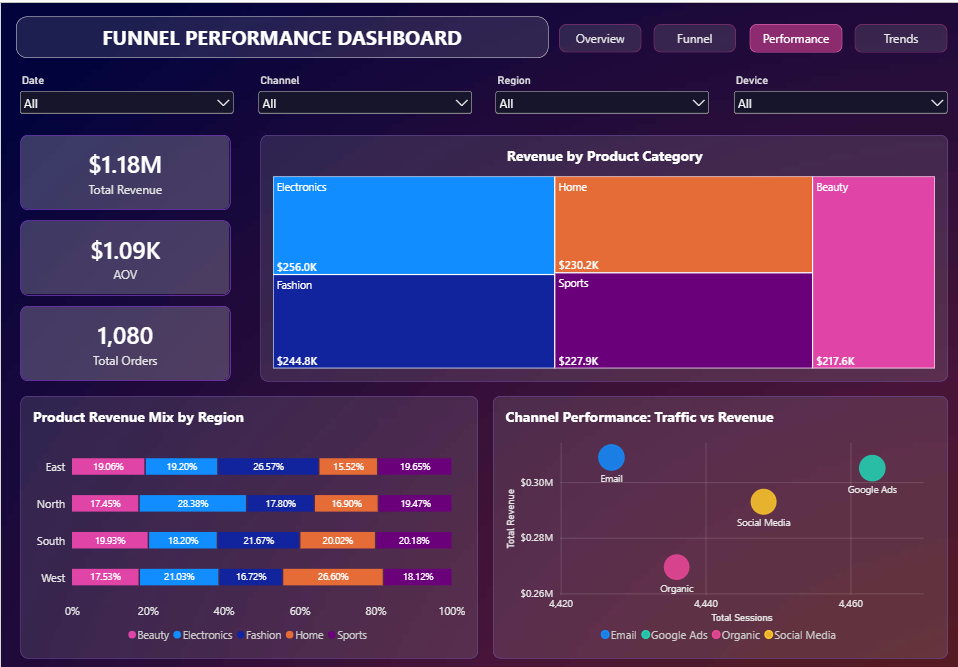 FUNNEL PERFORMANCE DASHBOARD
Overview
Funnel
Performance
Trends
Date
Channel
Region
Device
All
All
All
All
$1.18M
Total Revenue
$1.09K
AOV
1,080
Total Orders
Revenue by Product Category
Electronics
$256.0K
Fashion
$244.8K
Home
$230.2K
Sports
$227.9K
Beauty
$217.6K
Product Revenue Mix by Region
East 19.06% 19.20% 26.57% 15.52% 19.65%
North 17.45% 28.38% 17.80% 16.90% 19.47%
South 19.93% 18.20% 21.67% 20.02% 20.18%
West 17.53% 21.03% 16.72% 26.60% 18.12%
0% 20% 40% 60% 80% 100%
Beauty Electronics Fashion Home Sports
Channel Performance: Traffic vs Revenue
Total Revenue
$0.30M
$0.28M
$0.26M
Email
Google Ads
Social Media
Organic
4,420 4,440 4,460
Total Sessions
Email Google Ads Organic Social Media